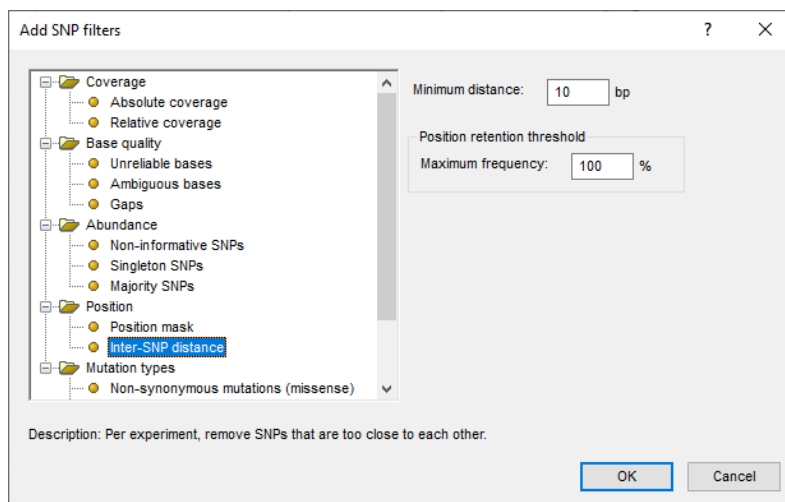 Add SNP filters
?
Coverage
Absolute coverage
Relative coverage
Base quality
Unreliable bases
Ambiguous bases
Gaps
Abundance
Non-informative SNPs
Singleton SNPs
Majority SNPs
Position
Position mask
Inter-SNP distance
Mutation types
Non-synonymous mutations (missense)
Minimum distance: 10 bp
Position retention threshold
Maximum frequency: 100 %
Description: Per experiment, remove SNPs that are too close to each other.
OK Cancel